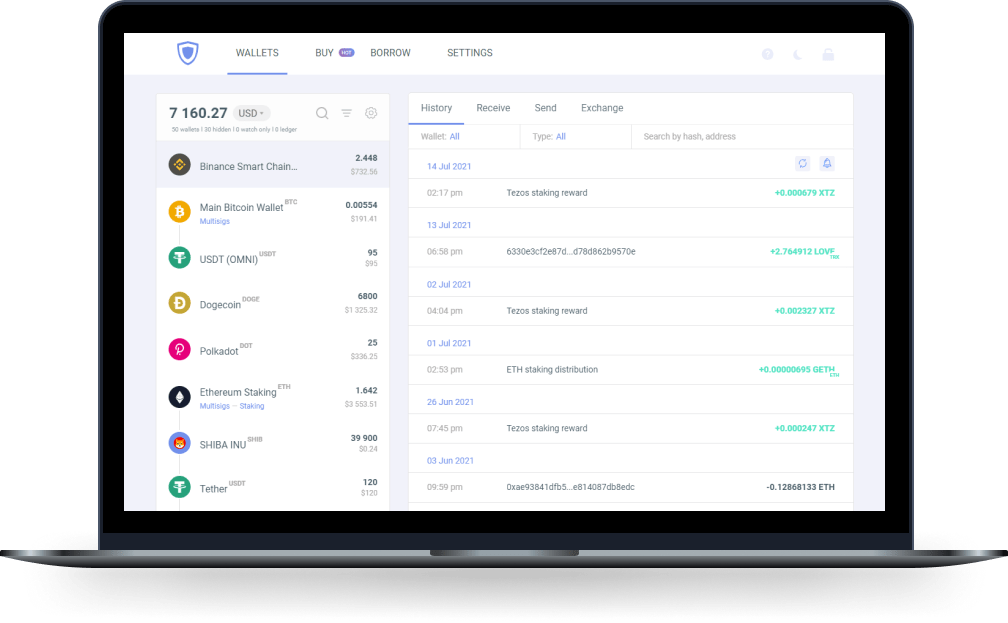 WALLETS BUY HOT BORROW SETTINGS
7 160.27 USD
50 wallets | 30 hidden | 0 watch only | 0 ledger
Binance Smart Chain... 2.448
$732.56
Main Bitcoin Wallet BTC 0.00554
Multisigs $191.41
USDT (OMNI) USDT 95
$95
Dogecoin DOGE 6800
$1 325.32
Polkadot DOT 25
$336.25
Ethereum Staking ETH 1.642
Multisigs — Staking $3 553.51
SHIBA INU SHIB 39 900
$0.24
Tether USDT 120
$120
History Receive Send Exchange
Wallet: All Type: All Search by hash, address
14 Jul 2021
02:17 pm Tezos staking reward +0.000679 XTZ
13 Jul 2021
06:58 pm 6330e3cf2e87d...d78d862b9570e +2.764912 LOVE
TRX
02 Jul 2021
04:04 pm Tezos staking reward +0.002327 XTZ
01 Jul 2021
02:53 pm ETH staking distribution +0.00000695 GETH
ETH
26 Jun 2021
07:45 pm Tezos staking reward +0.000247 XTZ
03 Jun 2021
09:59 pm 0xae93841dfb5...e814087db8edc -0.12868133 ETH